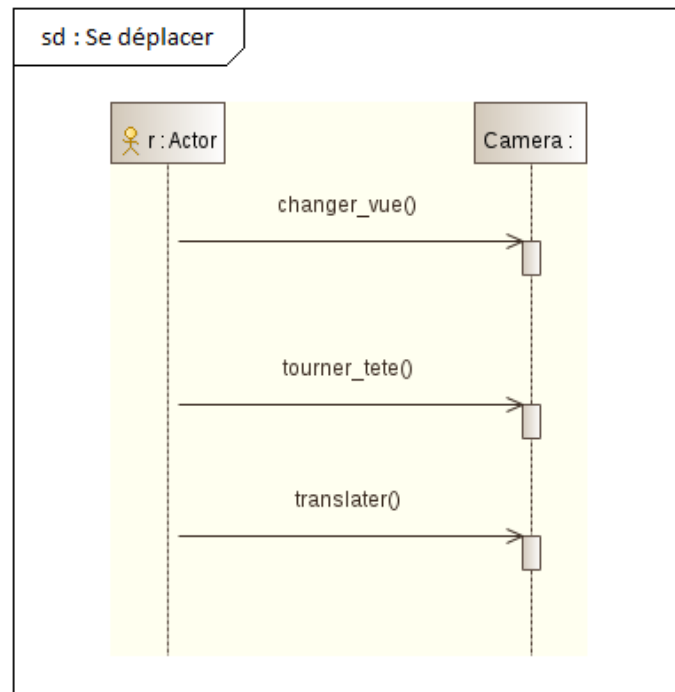 sd : Se déplacer
r : Actor
Camera :
changer_vue()
tourner_tete()
translater()